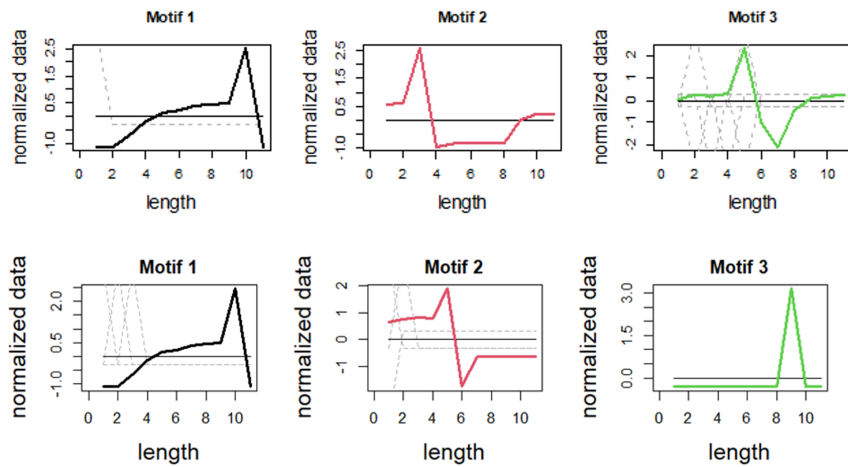 Motif 1
normalized data
-1.0 0.5 1.5 2.5
0 2 4 6 8 10
length
Motif 2
normalized data
-1.0 0.5 1.5 2.5
0 2 4 6 8 10
length
Motif 3
normalized data
-2 -1 0 1 2
0 2 4 6 8 10
length
Motif 1
normalized data
-1.0 0.5 2.0
0 2 4 6 8 10
length
Motif 2
normalized data
-1 0 1 2
0 2 4 6 8 10
length
Motif 3
normalized data
0.0 1.5 3.0
0 2 4 6 8 10
length